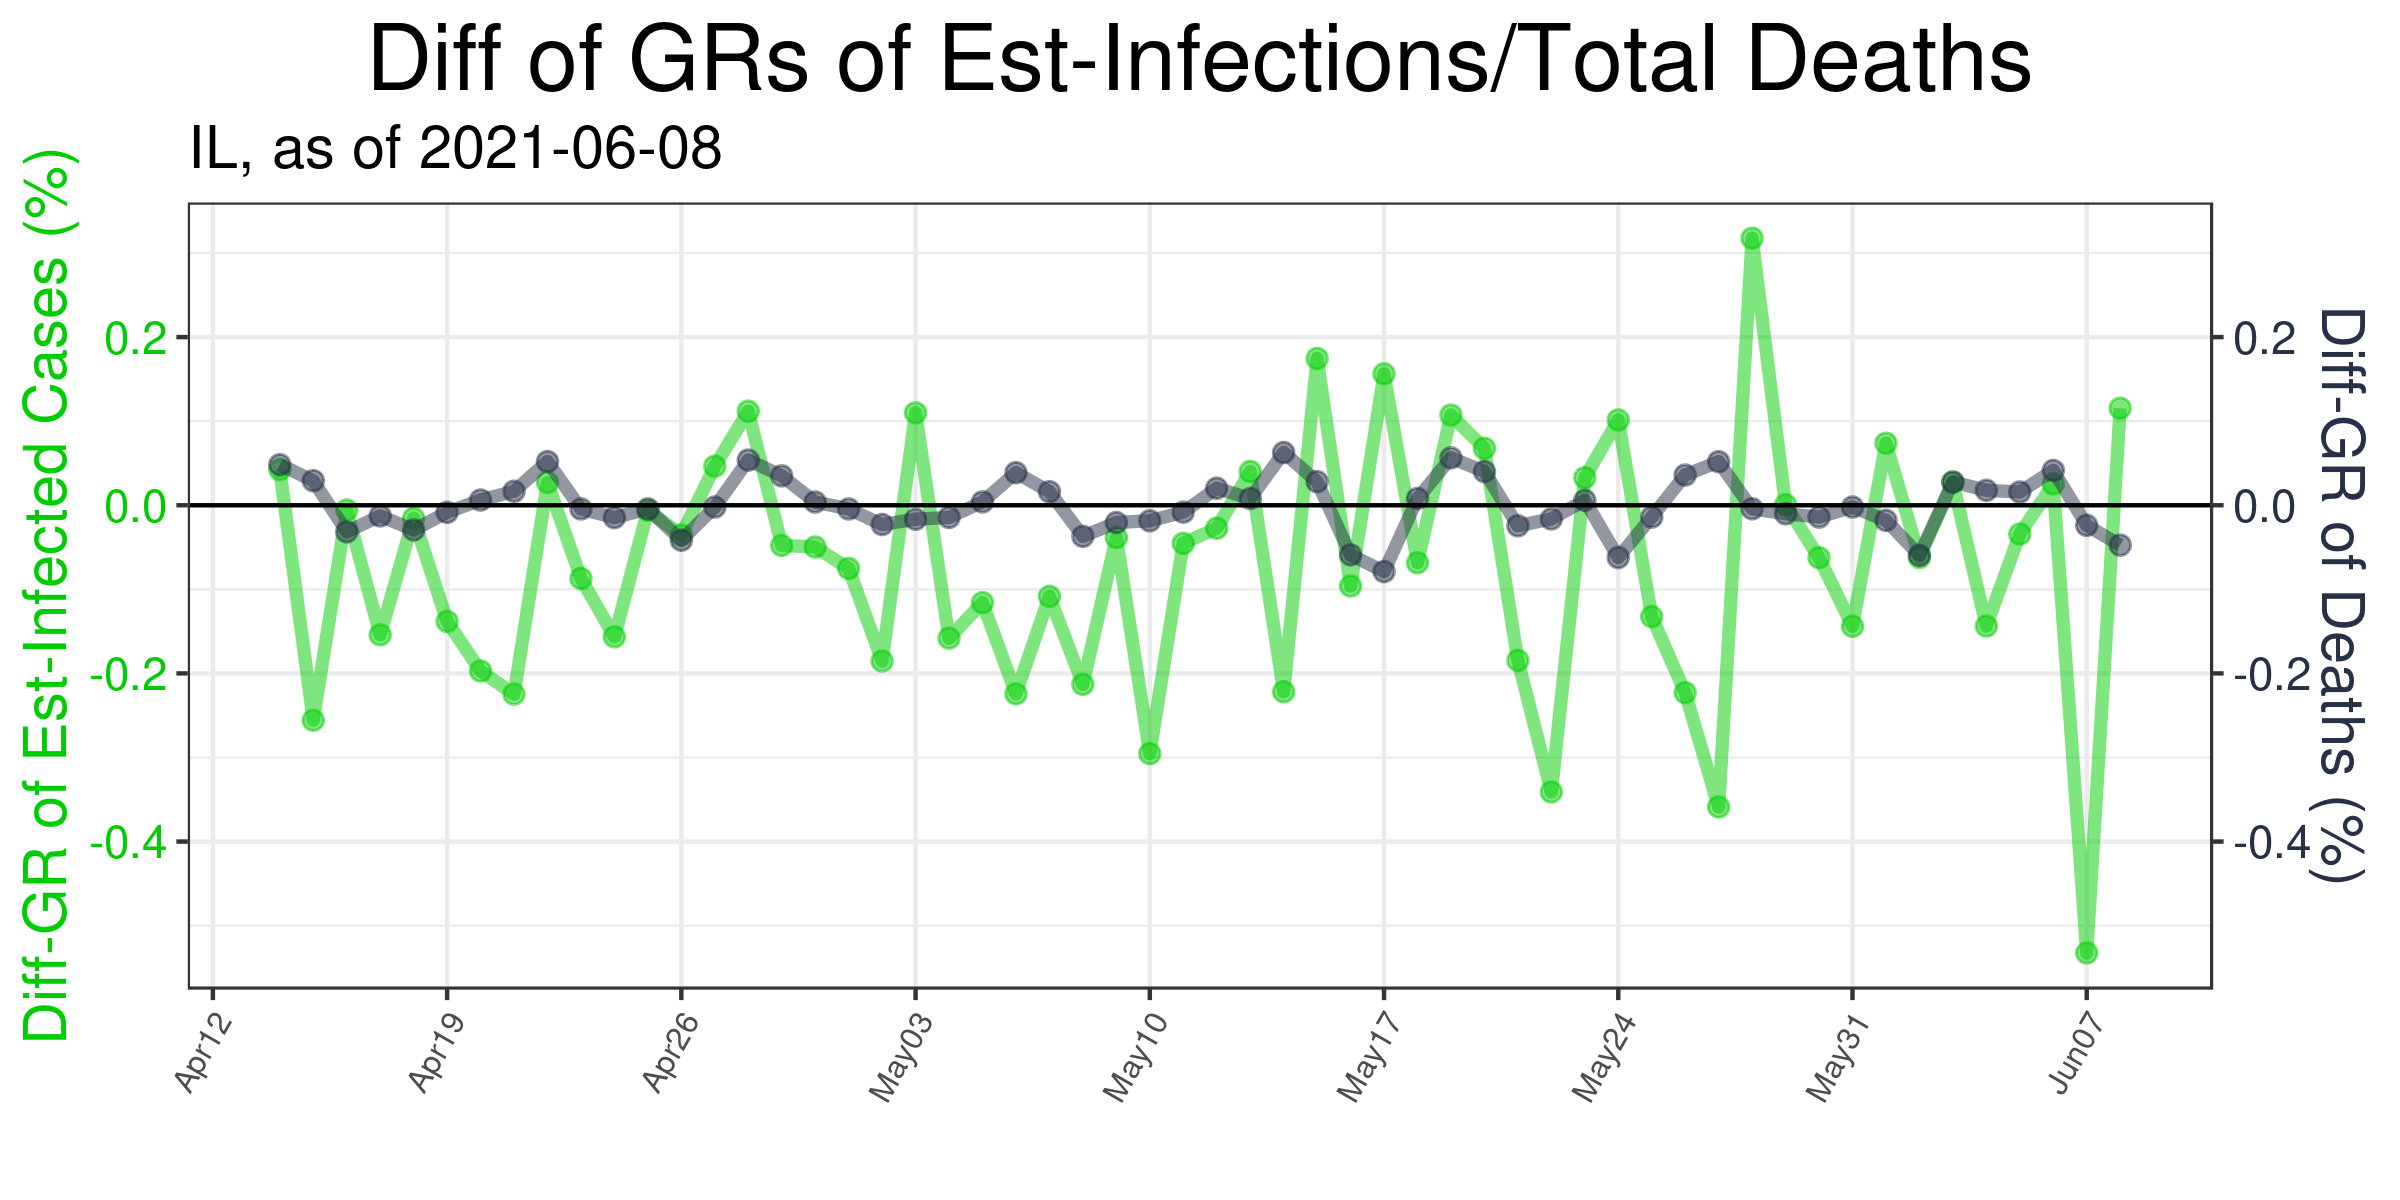 Diff of GRs of Est-Infections/Total Deaths
IL, as of 2021-06-08
Diff-GR of Est-Infected Cases (%)
0.2
0.0
-0.2
-0.4
0.2
0.0
-0.2
-0.4
Diff-GR of Deaths (%)
Apr12
Apr19
Apr26
May03
May10
May17
May24
May31
Jun07